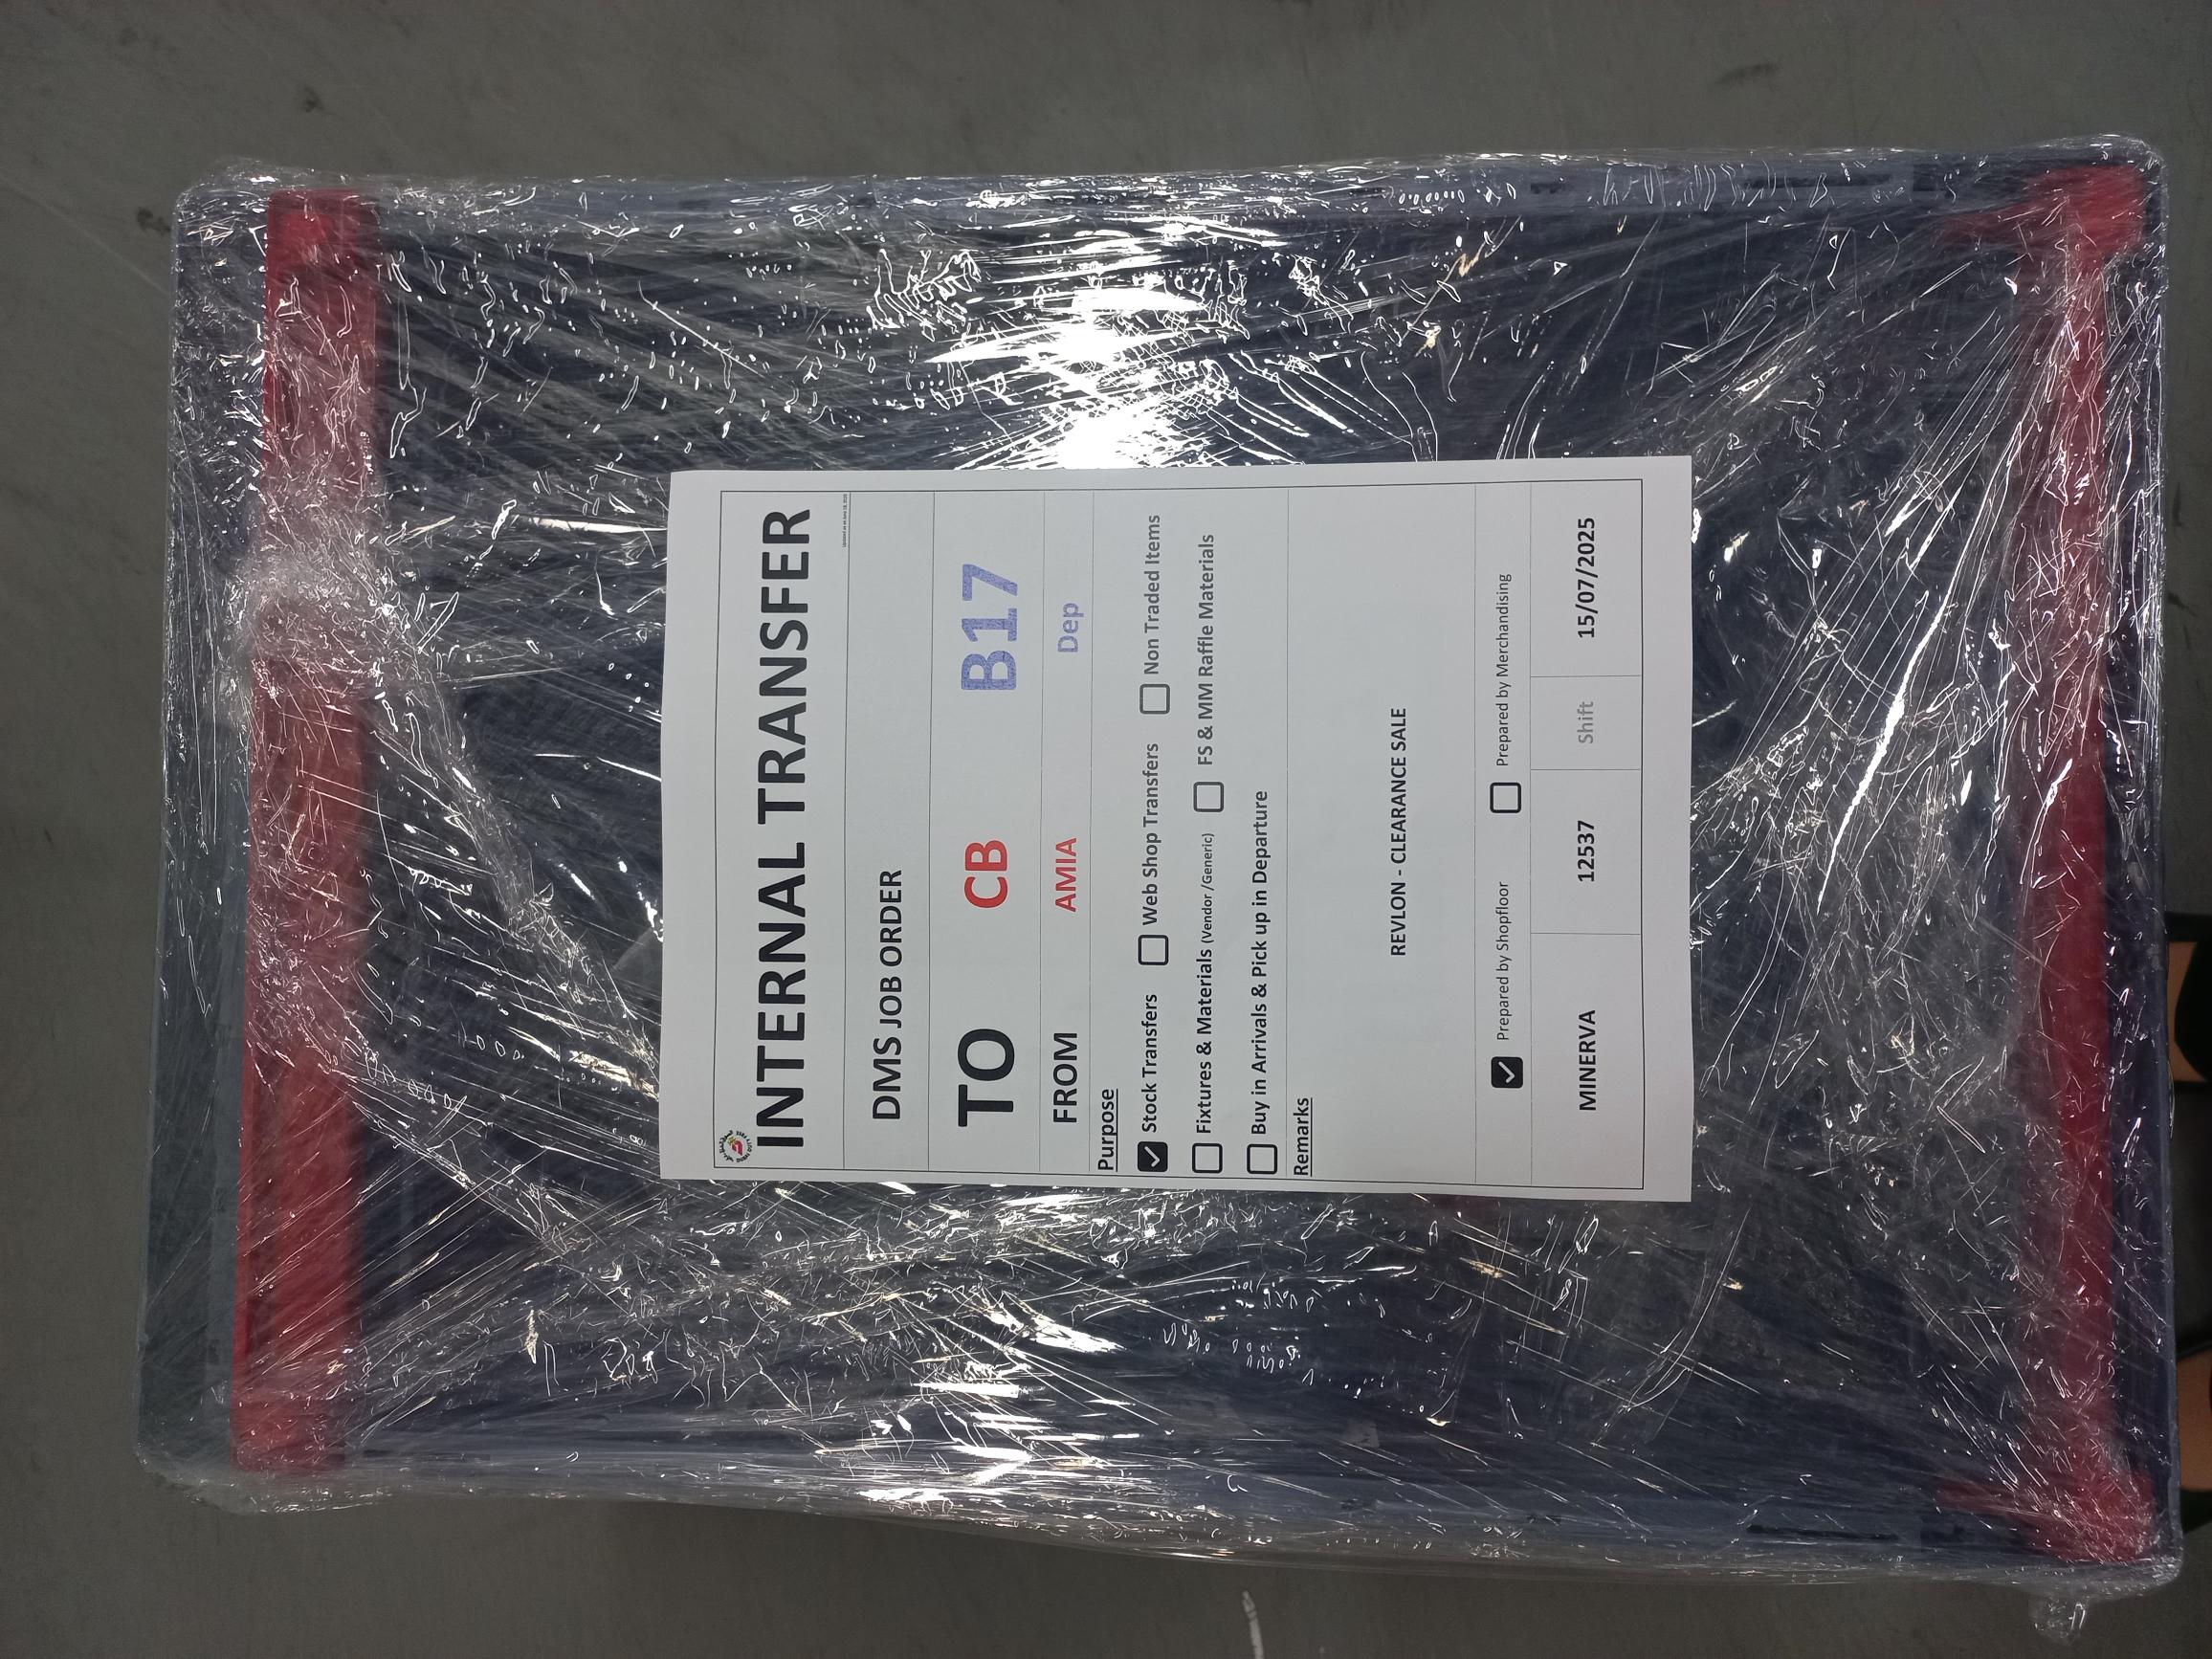 INTERNAL TRANSFER
DMS JOB ORDER
TO CB B17
FROM AMIA Dep
Purpose
Stock Transfers Web Shop Transfers Non Traded Items
Fixtures & Materials (Vendor /Generic) FS & MM Raffle Materials
Buy in Arrivals & Pick up in Departure
Remarks
REVLON - CLEARANCE SALE
Prepared by Shopfloor Prepared by Merchandising
MINERVA 12537 Shift 15/07/2025